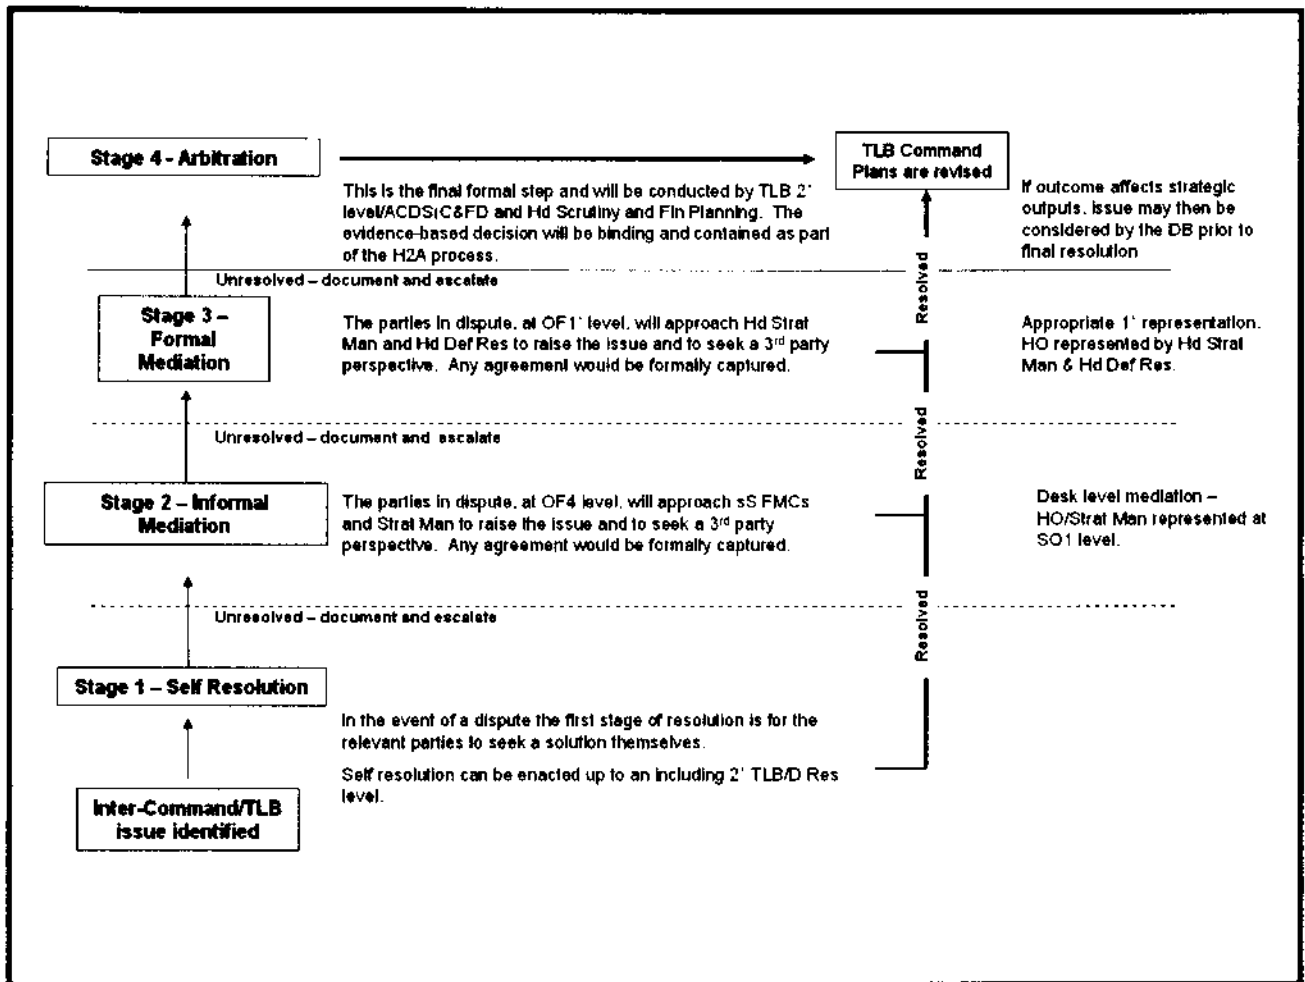 Stage 4 - Arbitration
TLB Command
Plans are revised
This is the final formal step and will be conducted by TLB 2*
level/ACDS(C&FD and Hd Scrutiny and Fin Planning. The
evidence-based decision will be binding and contained as part
of the H2A process.
If outcome affects strategic
outputs, issue may then be
considered by the DB prior to
final resolution
Unresolved – document and escalate
Resolved
Stage 3 –
Formal
Mediation
The parties in dispute, at OF1* level, will approach Hd Strat
Man and Hd Def Res to raise the issue and to seek a 3rd party
perspective. Any agreement would be formally captured.
Appropriate 1* representation.
HO represented by Hd Strat
Man & Hd Def Res.
Unresolved – document and escalate
Resolved
Stage 2 – Informal
Mediation
The parties in dispute, at OF4 level, will approach sS FMCs
and Strat Man to raise the issue and to seek a 3rd party
perspective. Any agreement would be formally captured.
Desk level mediation –
HO/Strat Man represented at
SO1 level.
Unresolved – document and escalate
Resolved
Stage 1 – Self Resolution
In the event of a dispute the first stage of resolution is for the
relevant parties to seek a solution themselves.
Self resolution can be enacted up to an including 2* TLB/D Res
level.
Inter-Command/TLB
issue identified